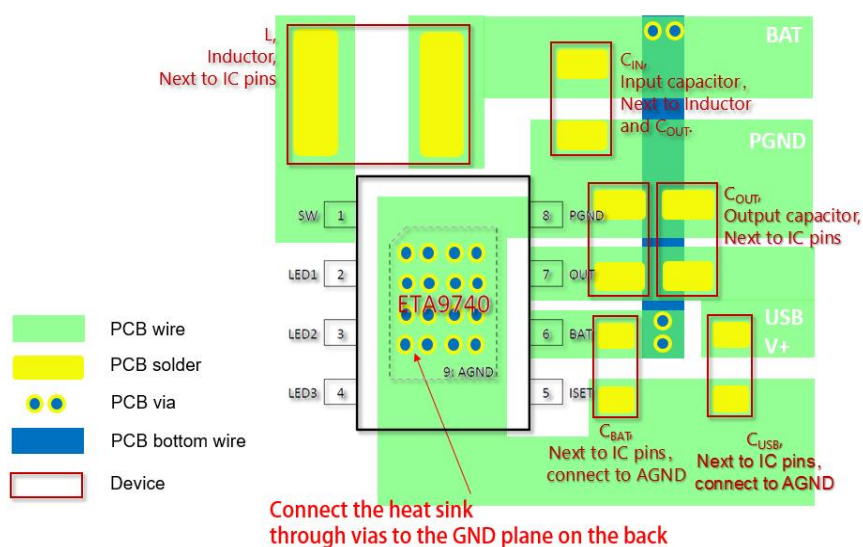 L,
Inductor,
Next to IC pins
CIN,
Input capacitor,
Next to Inductor
and COUT.
BAT
PGND
COUT,
Output capacitor,
Next to IC pins
SW 1
8 PGND
LED1 2
7 OUT
ETA9740
LED2 3
6 BAT
USB
V+
9: AGND
LED3 4
5 ISET
CBAT,
Next to IC pins,
connect to AGND
CUSB,
Next to IC pins,
connect to AGND
PCB wire
PCB solder
PCB via
PCB bottom wire
Device
Connect the heat sink
through vias to the GND plane on the back